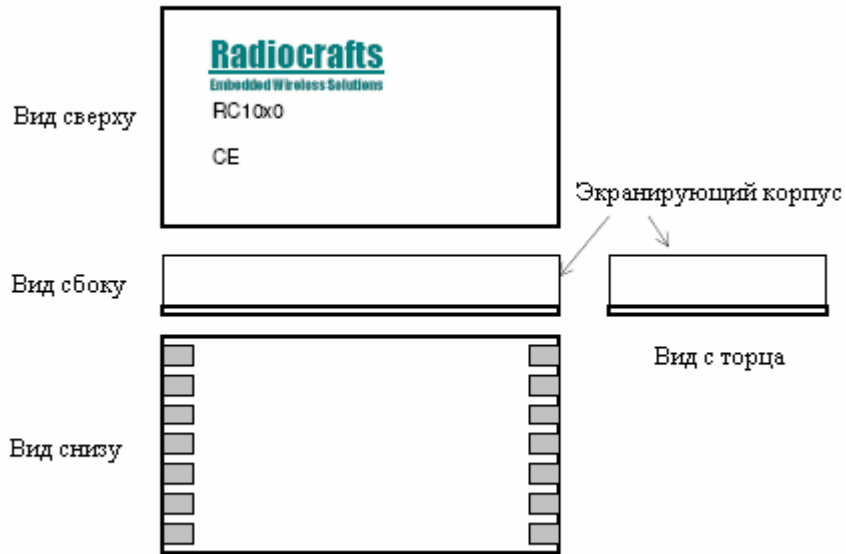 Radiocrafts
Embedded Wireless Solutions
RC10x0
CE
Вид сверху
Экранирующий корпус
Вид сбоку
Вид с торца
Вид снизу